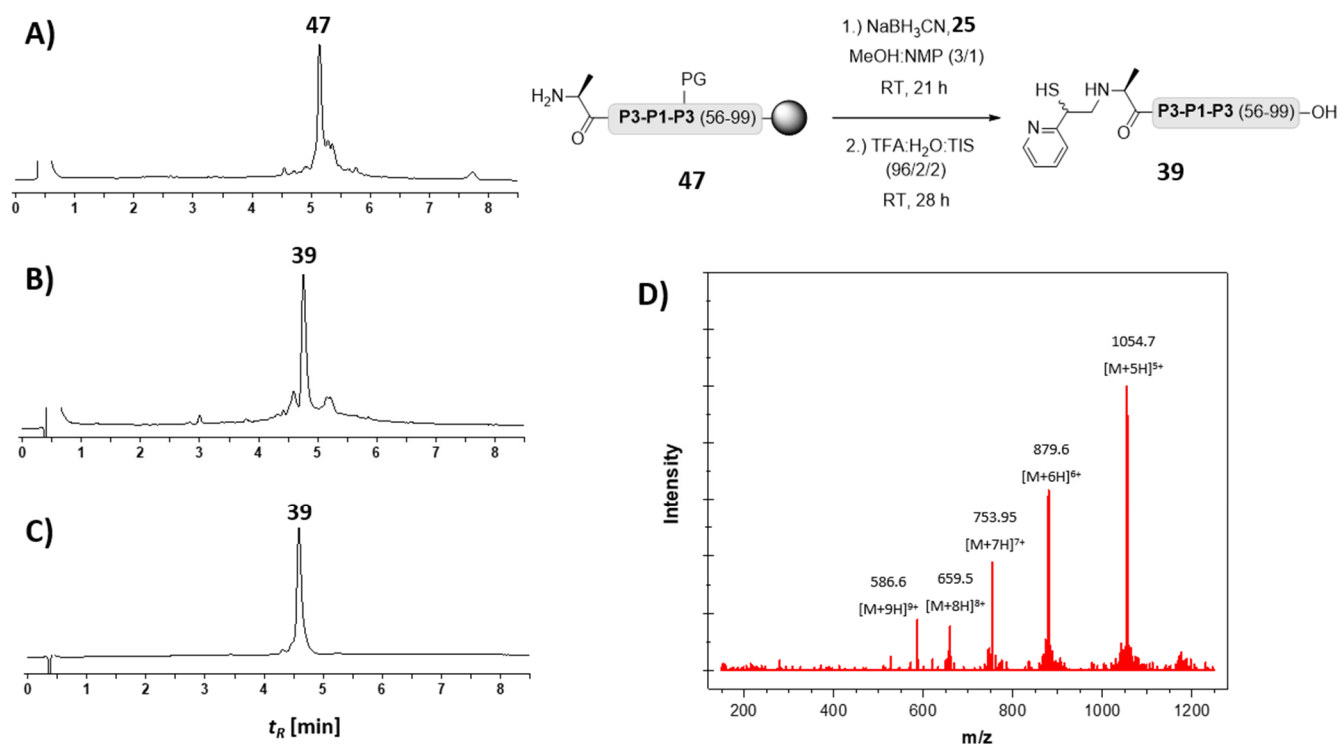 A)
47
0 1 2 3 4 5 6 7 8
B)
39
0 1 2 3 4 5 6 7 8
C)
39
0 1 2 3 4 5 6 7 8
tR [min]
H₂N
O
PG
P3-P1-P3 (56-99)
47
1.) NaBH₃CN, 25
MeOH:NMP (3/1)
RT, 21 h
2.) TFA:H₂O:TIS
(96/2/2)
RT, 28 h
HS
HN
N
O
P3-P1-P3 (56-99)
OH
39
D)
Intensity
1054.7
[M+5H]⁵⁺
879.6
[M+6H]⁶⁺
753.95
[M+7H]⁷⁺
659.5
[M+8H]⁸⁺
586.6
[M+9H]⁹⁺
200 400 600 800 1000 1200
m/z